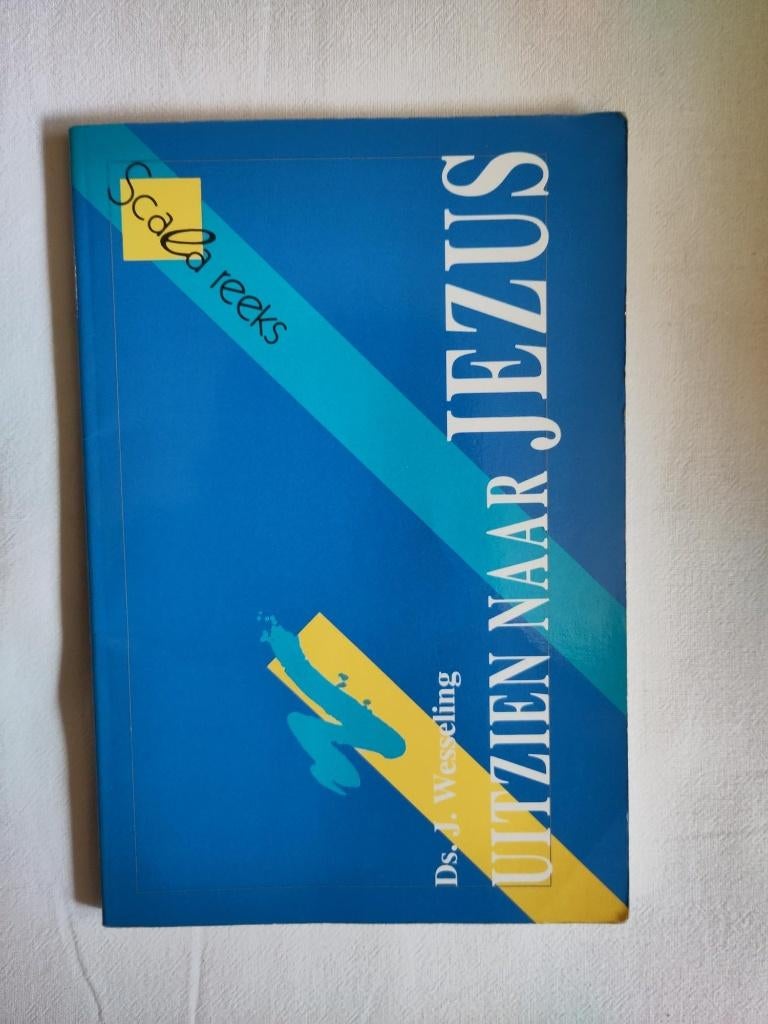 Scala reeks
Ds. J. Wesseling
UITZIEN NAAR JEZUS